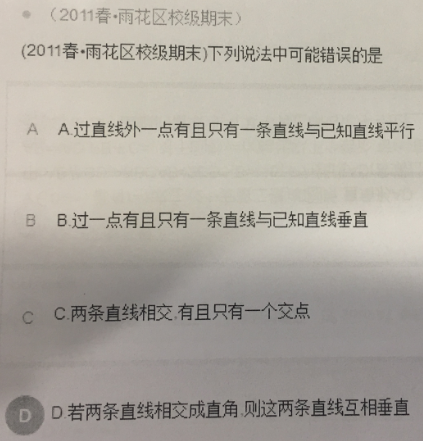 (2011春•雨花区校级期末)
(2011春•雨花区校级期末)下列说法中可能错误的是
A A.过直线外一点有且只有一条直线与已知直线平行
B B.过一点有且只有一条直线与已知直线垂直
C C.两条直线相交,有且只有一个交点
D D.若两条直线相交成直角,则这两条直线互相垂直